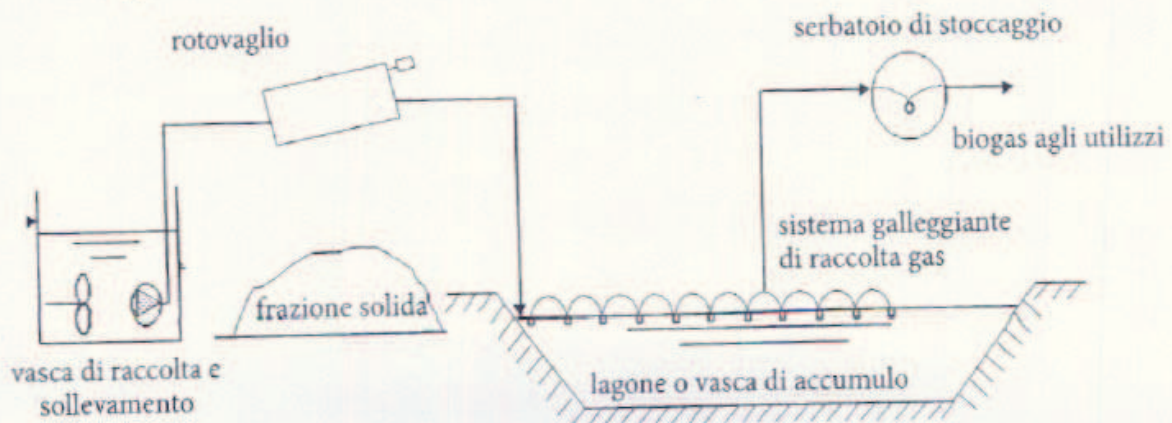 rotovaglio
serbatoio di stoccaggio
biogas agli utilizzi
sistema galleggiante
di raccolta gas
frazione solida
vasca di raccolta e
sollevamento
lagone o vasca di accumulo